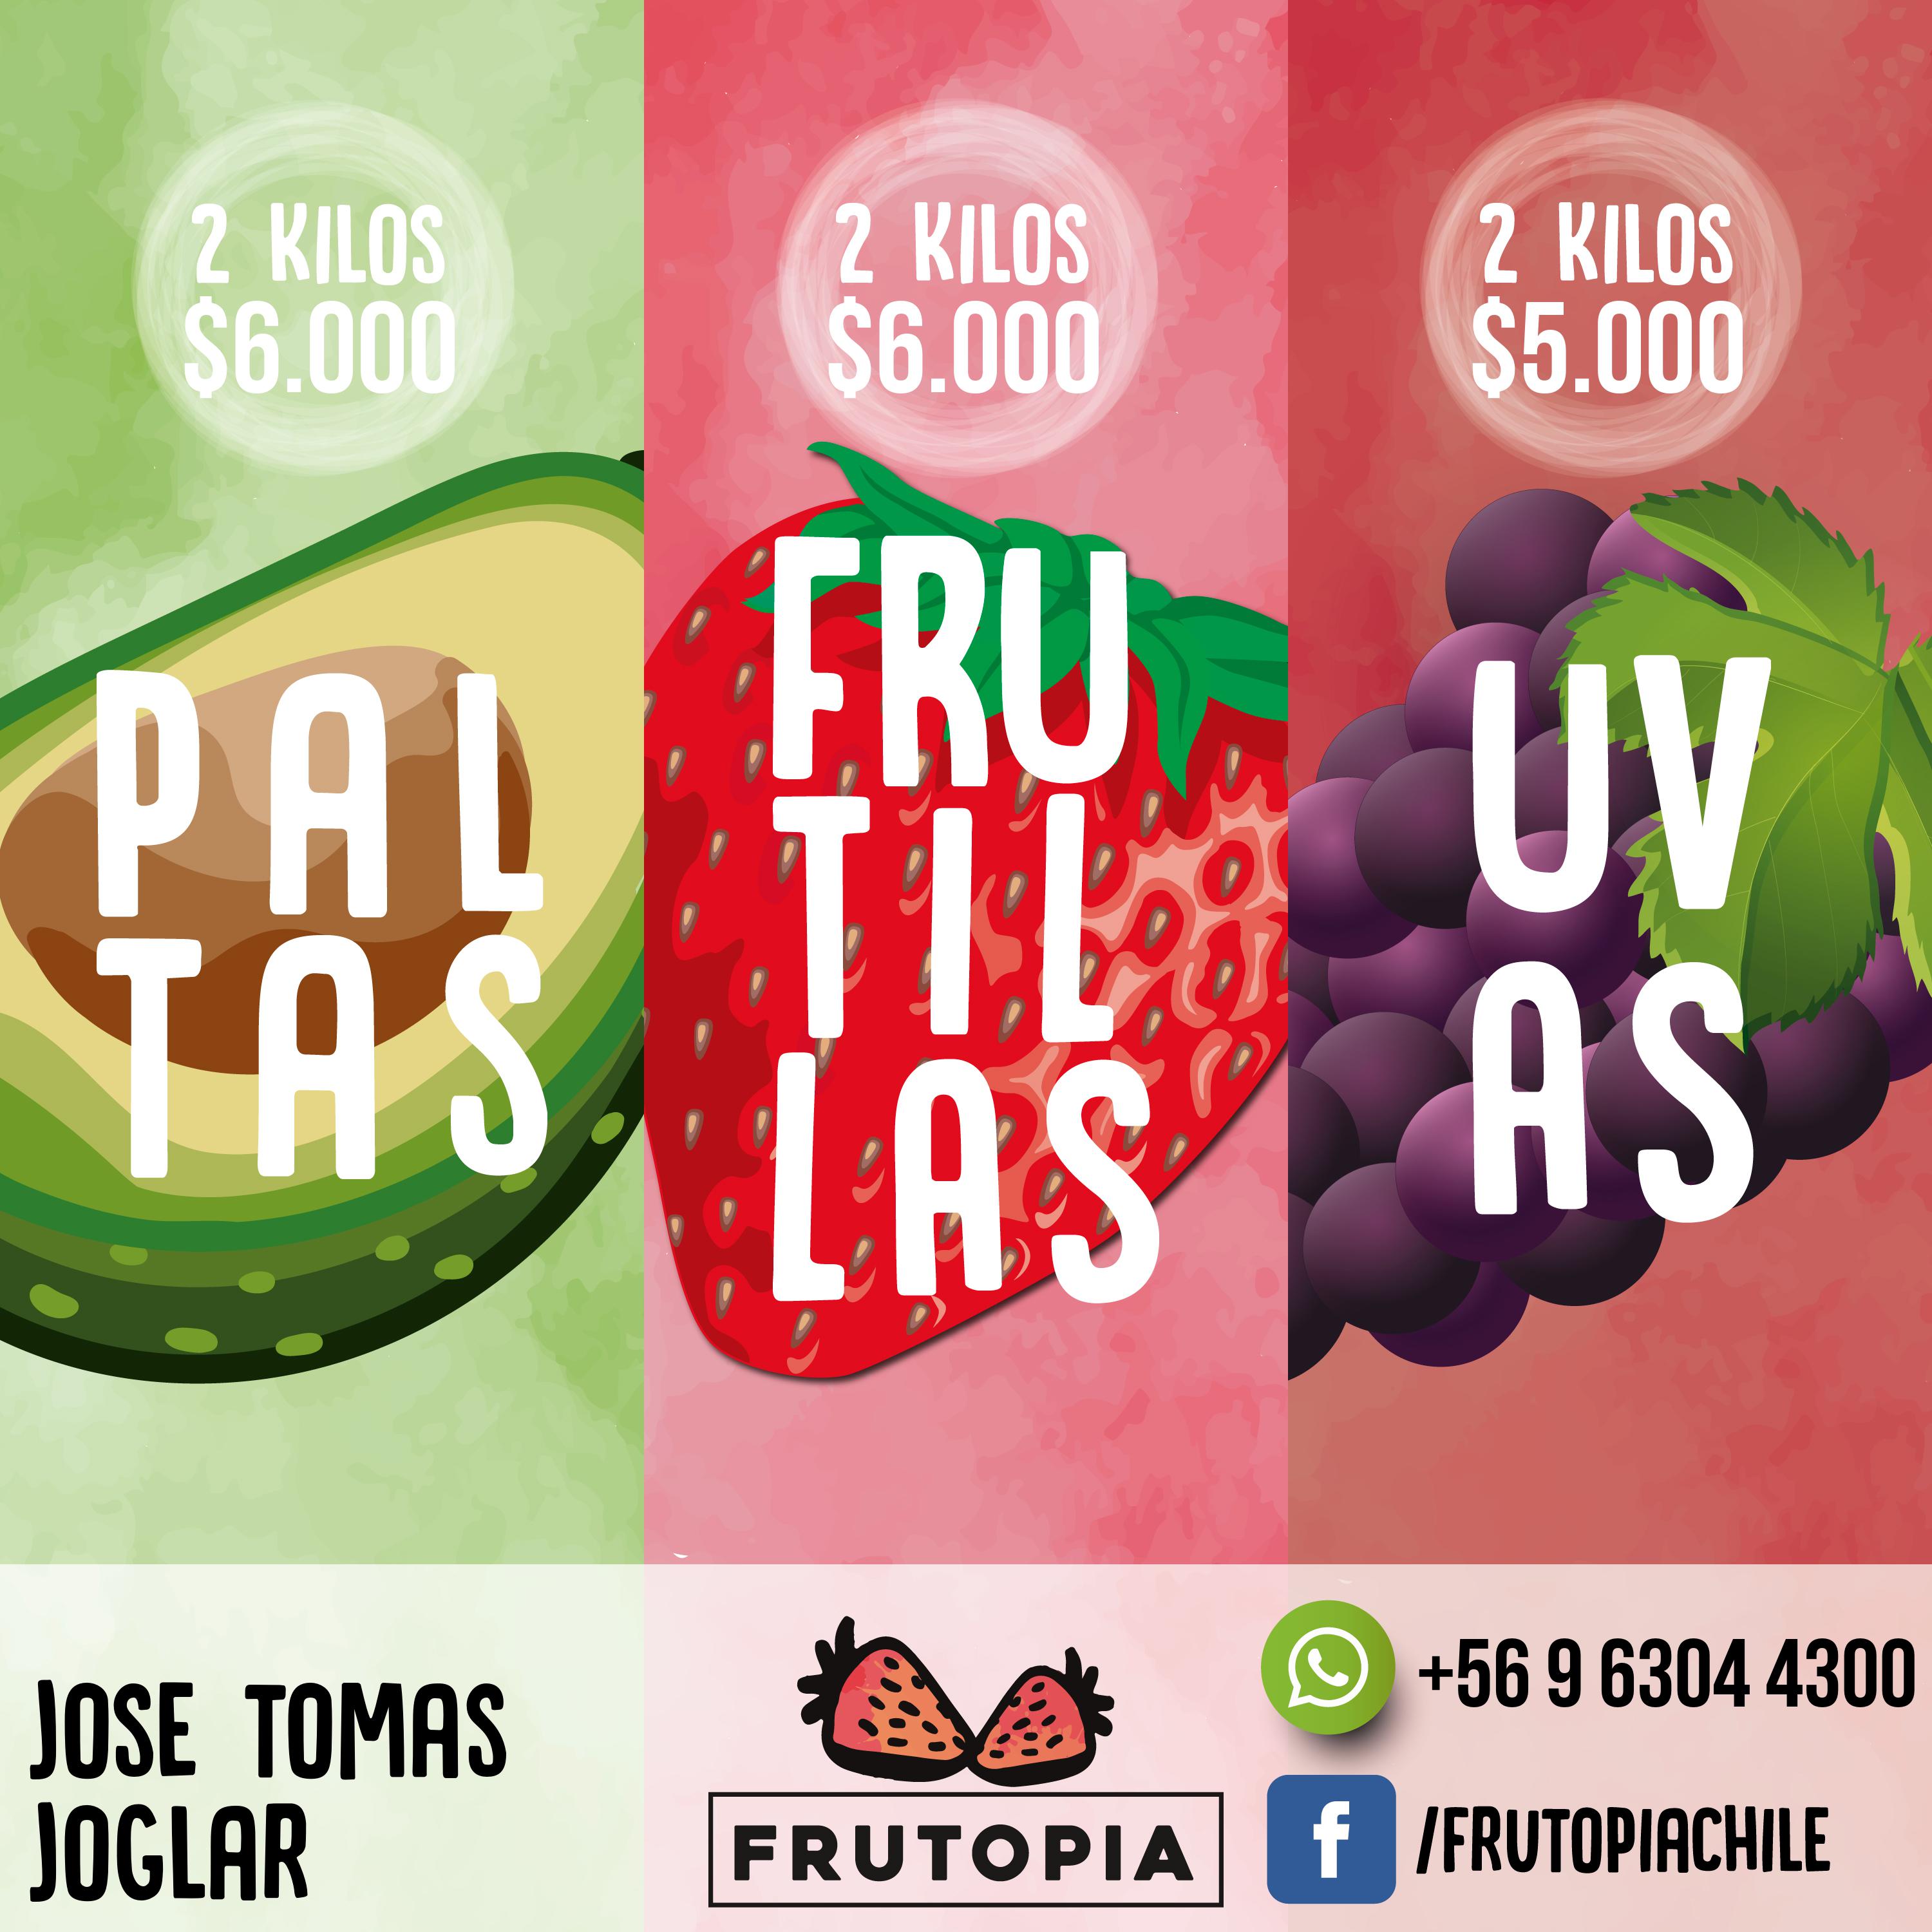 2 KILOS
$6.000
PAL
TAS
2 KILOS
$6.000
FRU
TIL
LAS
2 KILOS
$5.000
UV
AS
JOSE TOMAS
JOGLAR
FRUTOPIA
+56 9 6304 4300
f
/FRUTOPIACHILE